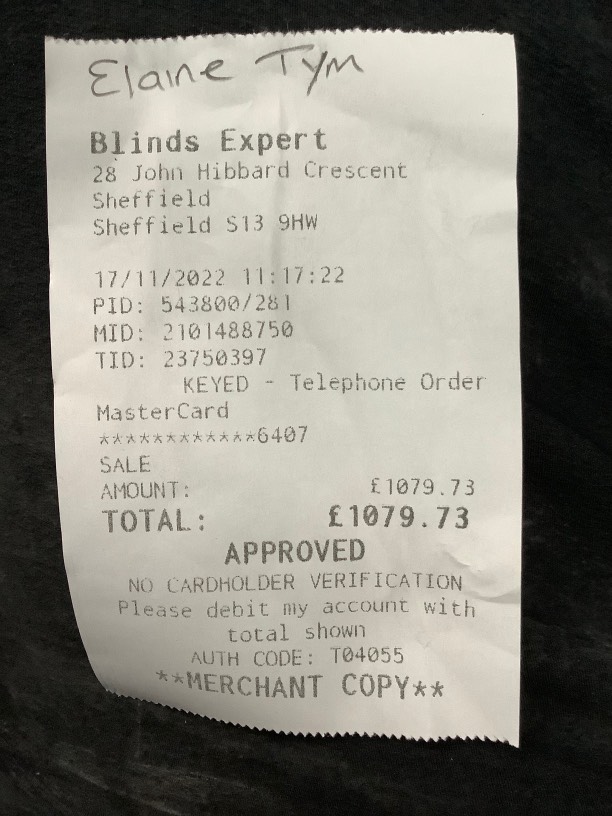 Elaine Tym
Blinds Expert
28 John Hibbard Crescent
Sheffield
Sheffield S13 9HW
17/11/2022 11:17:22
PID: 543800/281
MID: 2101488750
TID: 23750397
KEYED - Telephone Order
MasterCard
************6407
SALE
AMOUNT: £1079.73
TOTAL: £1079.73
APPROVED
NO CARDHOLDER VERIFICATION
Please debit my account with
total shown
AUTH CODE: T04055
**MERCHANT COPY**